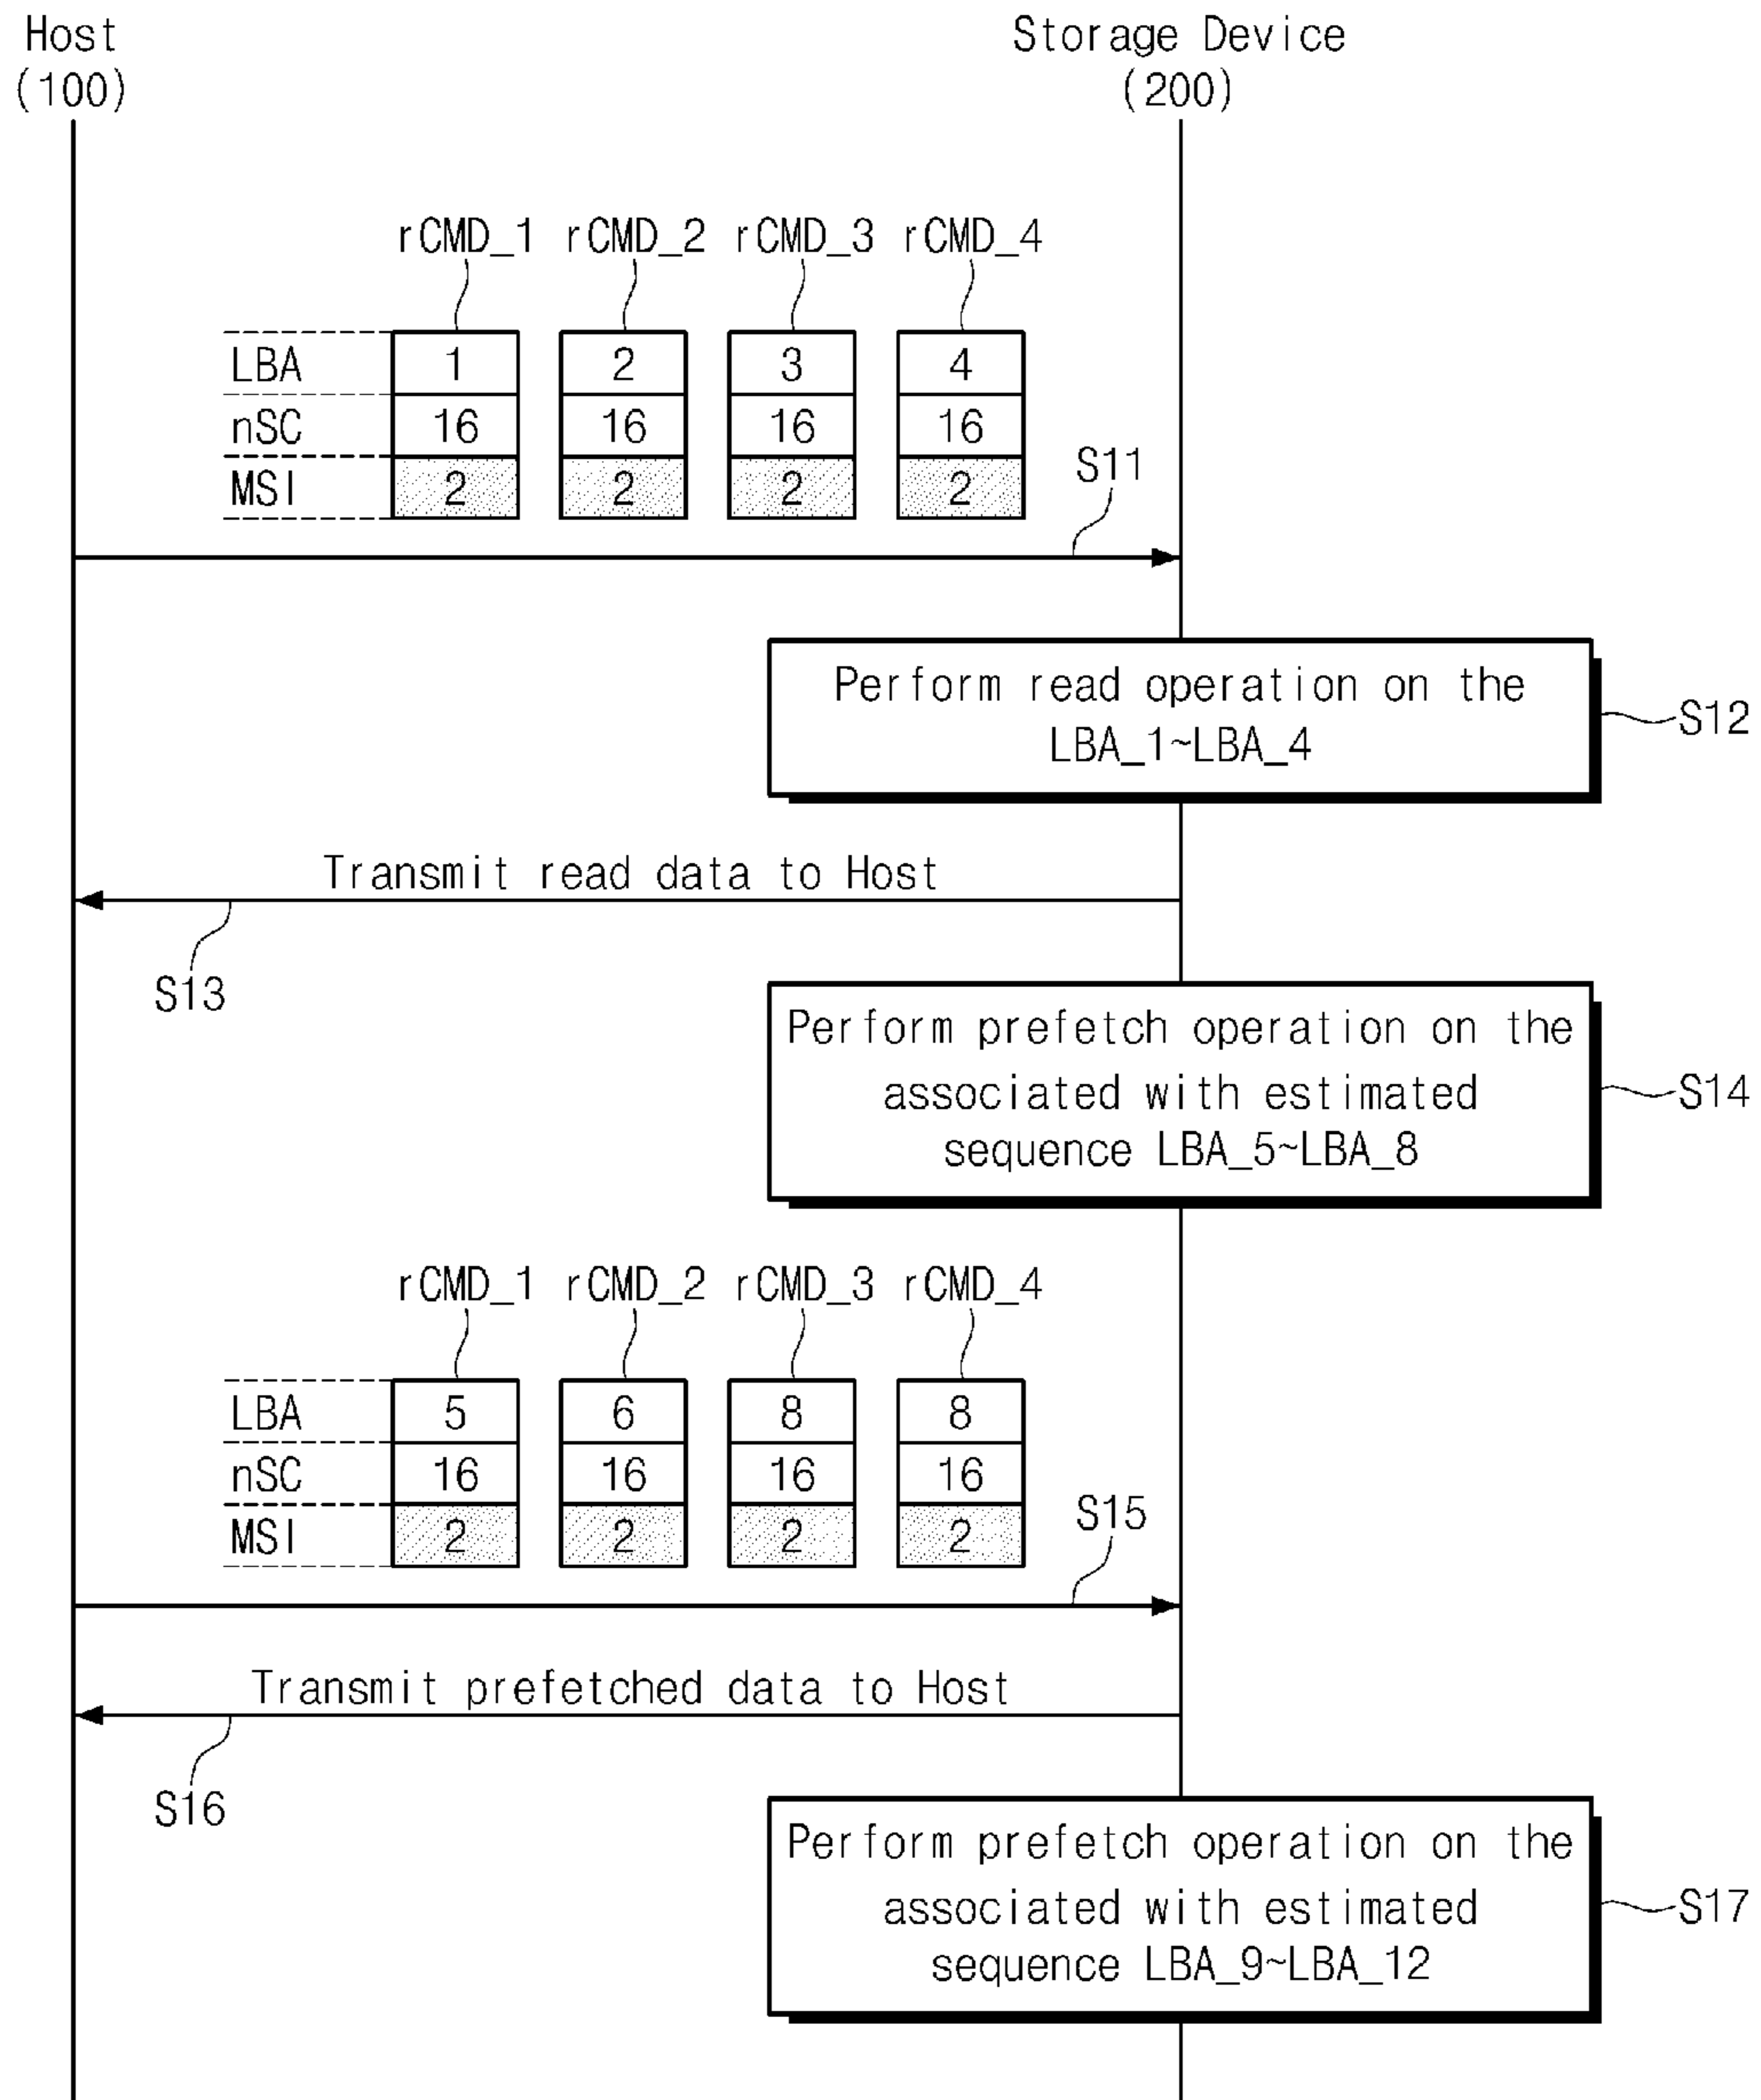 Host
(100)
Storage Device
(200)
rCMD_1 rCMD_2 rCMD_3 rCMD_4
LBA 1 2 3 4
nSC 16 16 16 16
MSI 2 2 2 2
S11
Perform read operation on the
LBA_1~LBA_4
S12
Transmit read data to Host
S13
Perform prefetch operation on the
associated with estimated
sequence LBA_5~LBA_8
S14
rCMD_1 rCMD_2 rCMD_3 rCMD_4
LBA 5 6 8 8
nSC 16 16 16 16
MSI 2 2 2 2
S15
Transmit prefetched data to Host
S16
Perform prefetch operation on the
associated with estimated
sequence LBA_9~LBA_12
S17